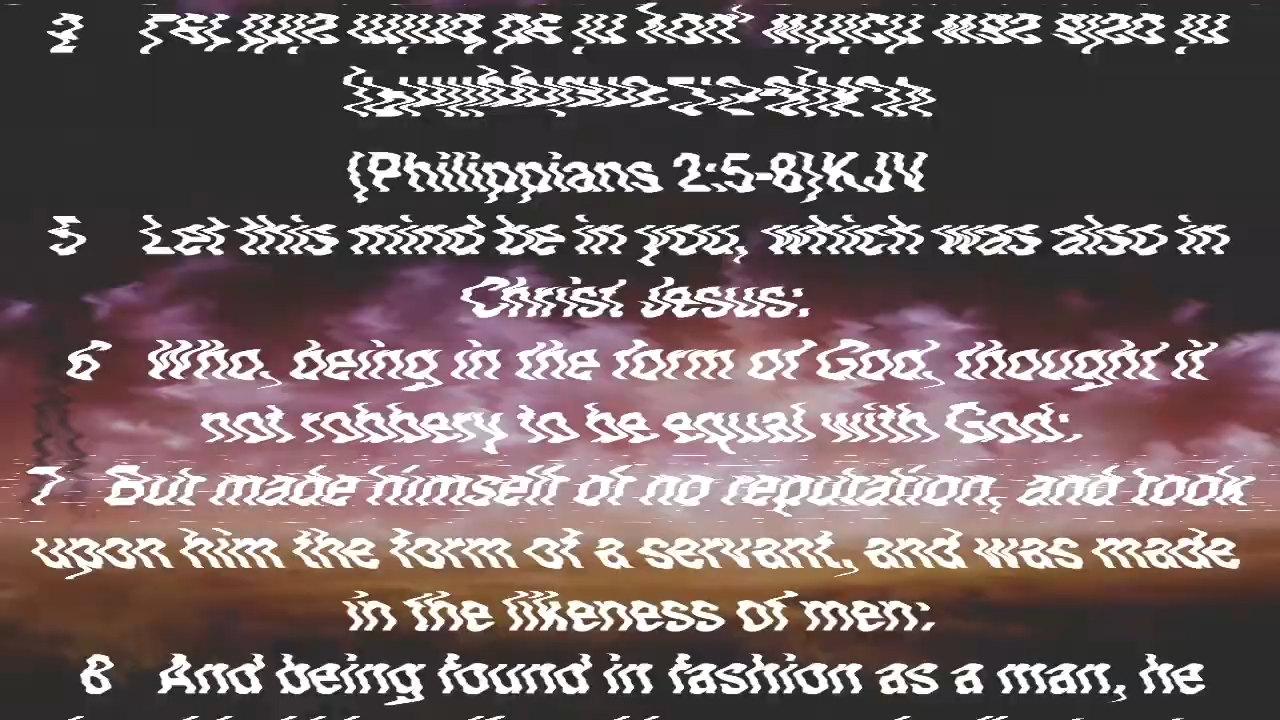 (Philippians 2:5-8)KJV
5 Let this mind be in you, which was also in
Christ Jesus:
6 Who, being in the form of God, thought it
not robbery to be equal with God:
7 But made himself of no reputation, and took
upon him the form of a servant, and was made
in the likeness of men:
8 And being found in fashion as a man, he